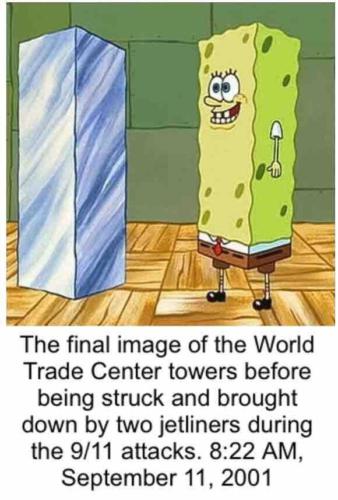 The final image of the World
Trade Center towers before
being struck and brought
down by two jetliners during
the 9/11 attacks. 8:22 AM,
September 11, 2001